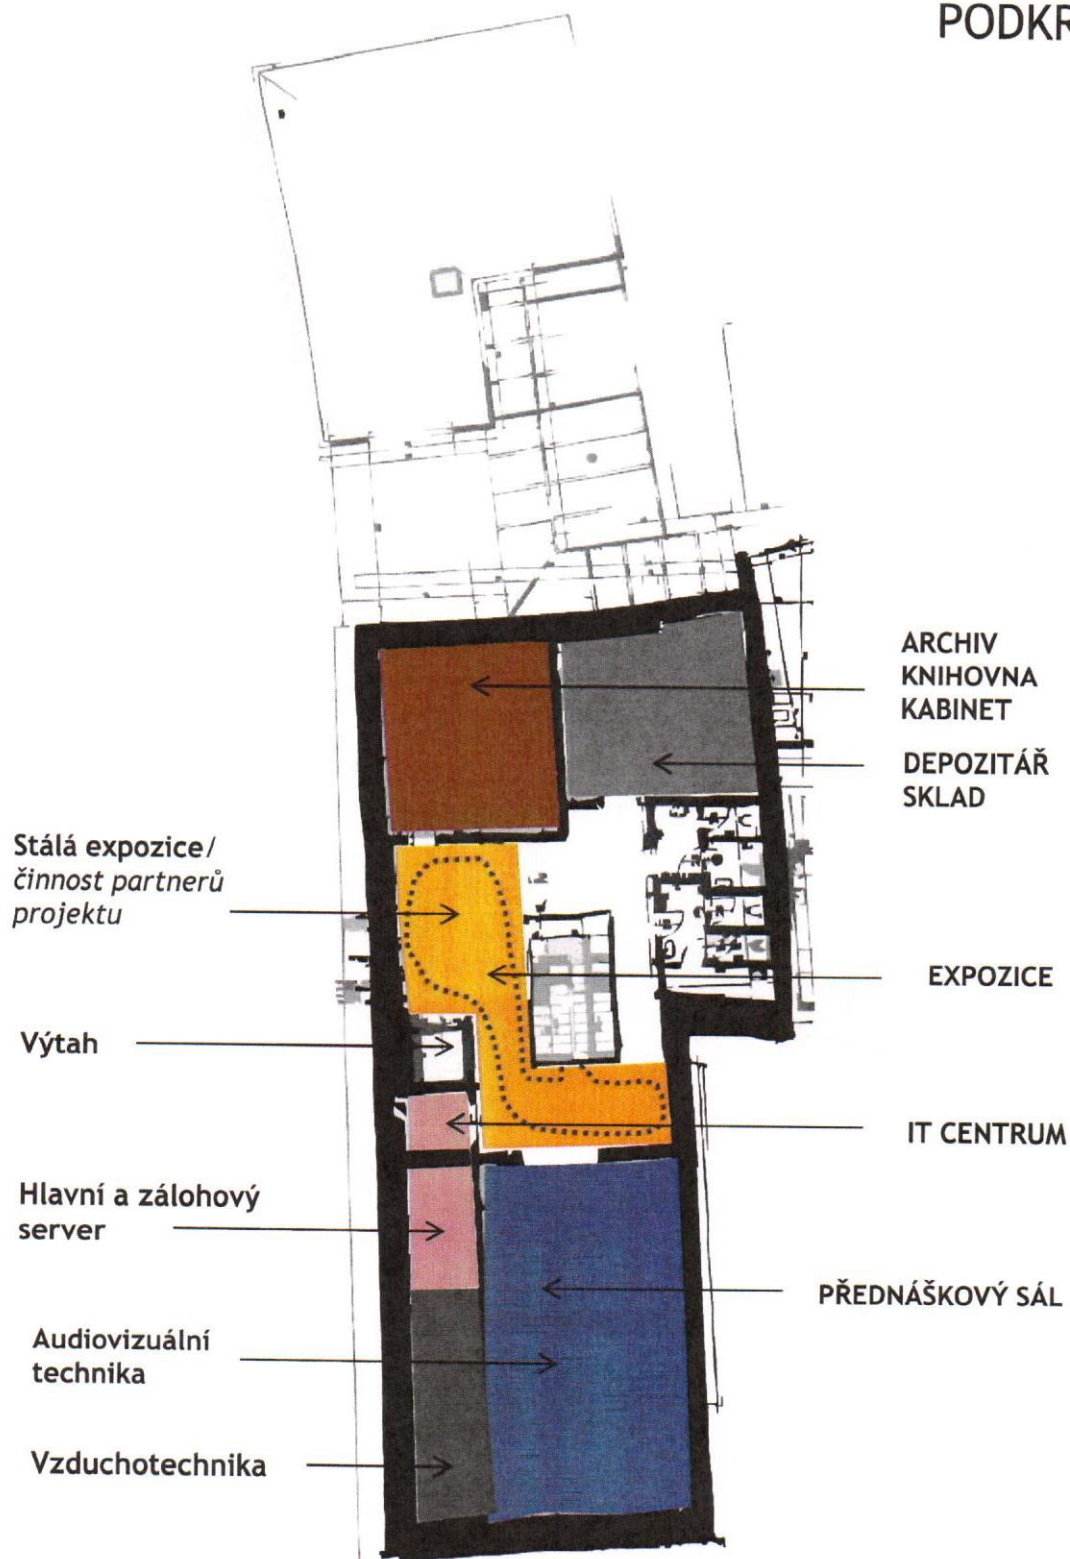 PODKR
ARCHIV
KNIHOVNA
KABINET
DEPOZITÁŘ
SKLAD
Stálá expozice/
činnost partnerů
projektu
EXPOZICE
Výtah
IT CENTRUM
Hlavní a zálohový
server
PŘEDNÁŠKOVÝ SÁL
Audiovizuální
technika
Vzduchotechnika